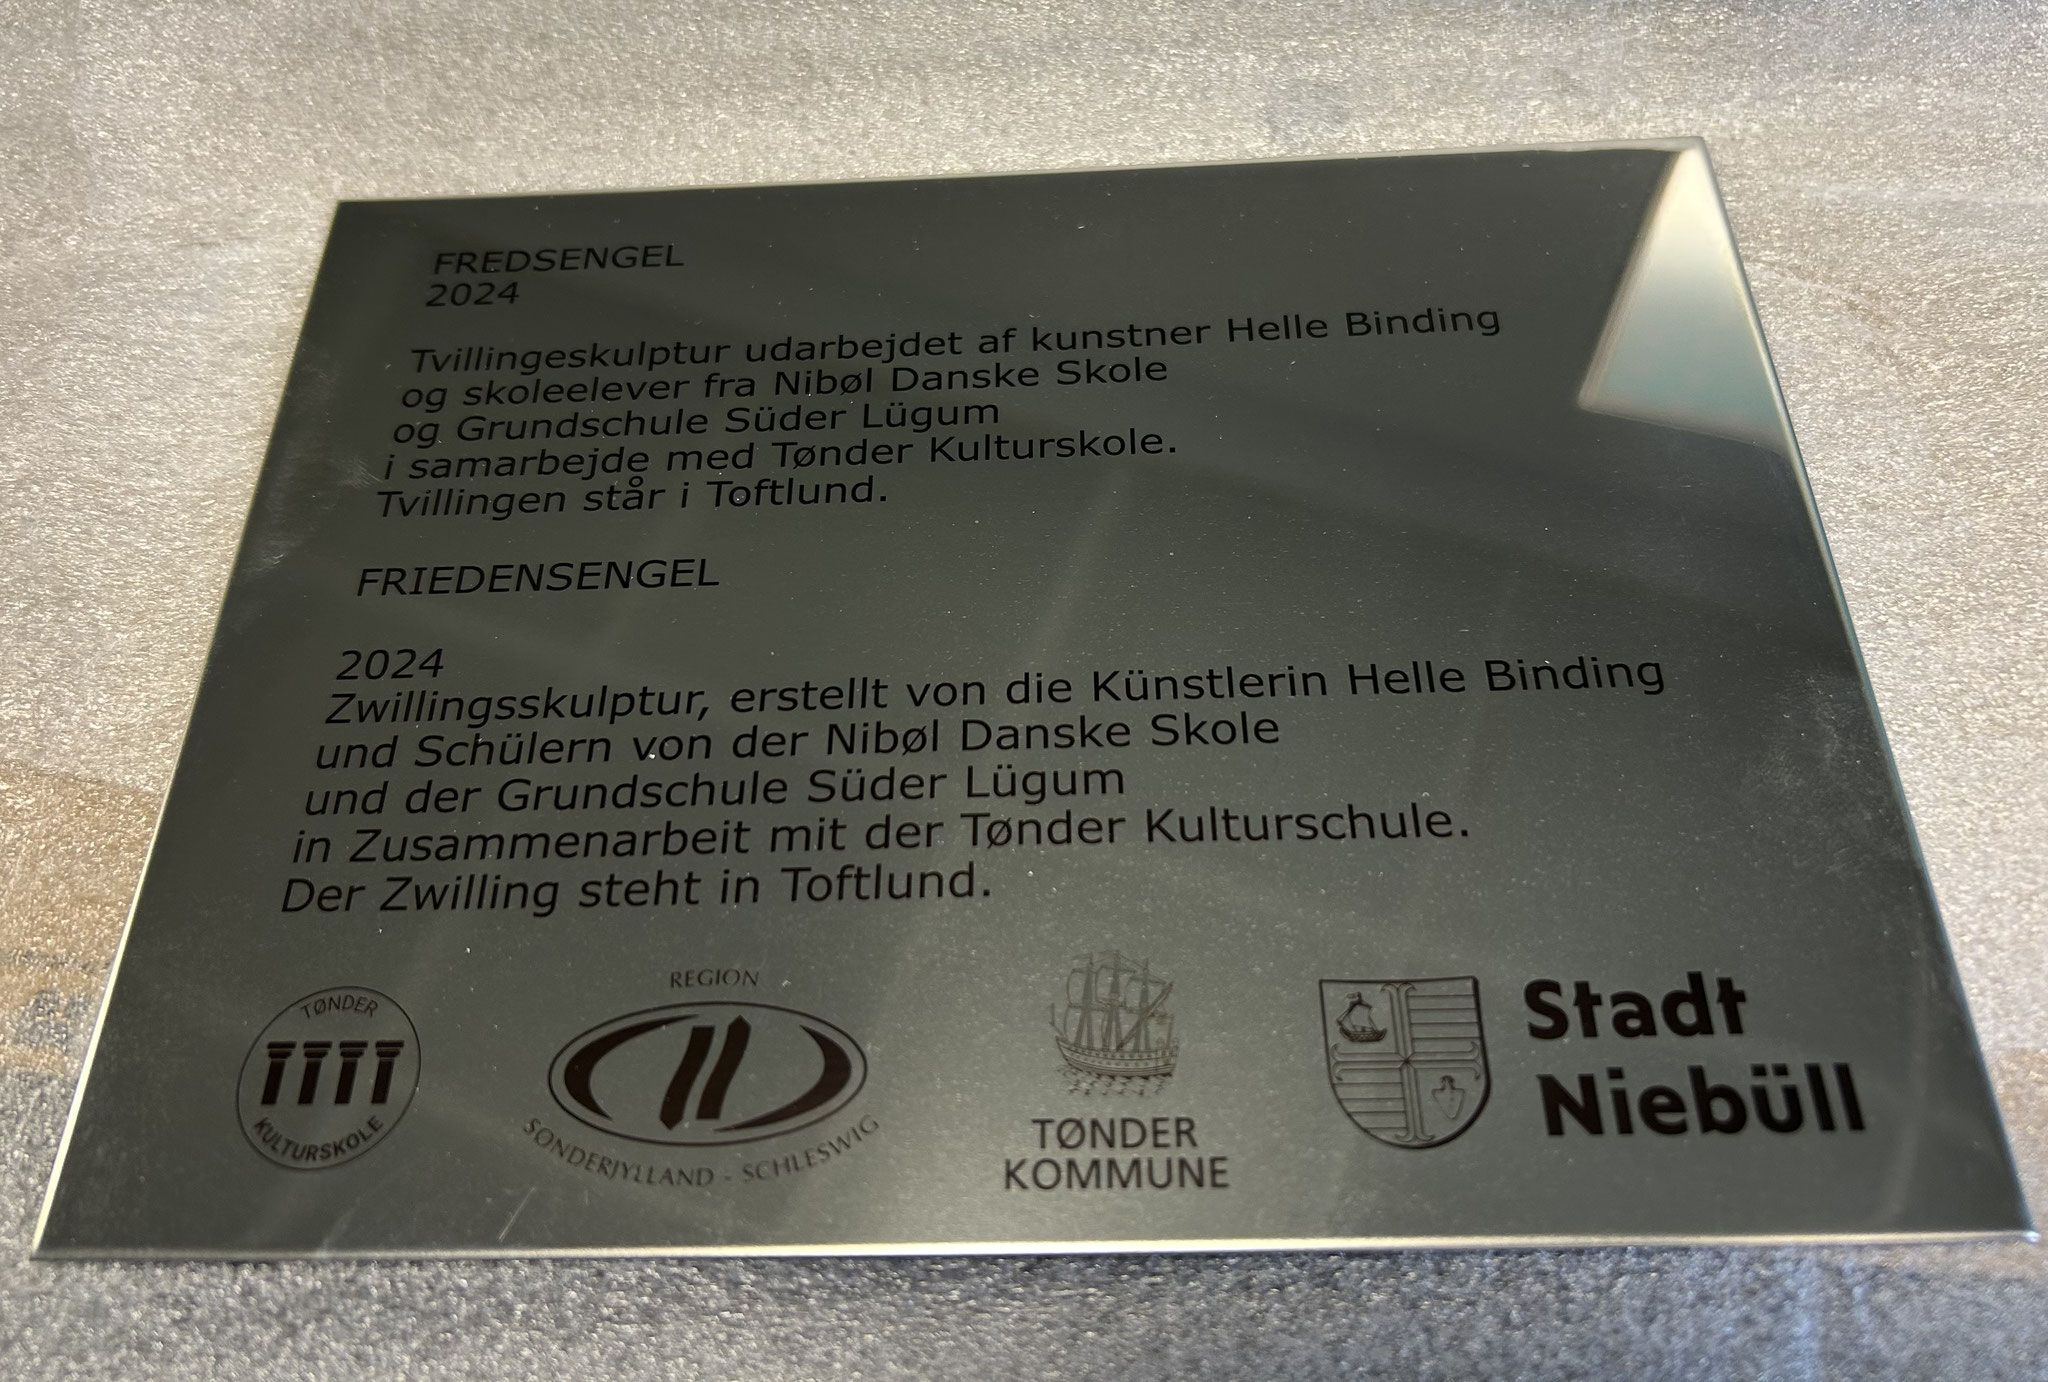 FREDSENGEL
2024
Tvillingeskulptur udarbejdet af kunstner Helle Binding
og skoleelever fra Nibøl Danske Skole
og Grundschule Süder Lügum
i samarbejde med Tønder Kulturskole.
Tvillingen står i Toftlund.
FRIEDENSENGEL
2024
Zwillingsskulptur, erstellt von die Künstlerin Helle Binding
und Schülern von der Nibøl Danske Skole
und der Grundschule Süder Lügum
in Zusammenarbeit mit der Tønder Kulturschule.
Der Zwilling steht in Toftlund.
TØNDER
KULTURSKOLE
REGION
SØNDERJYLLAND - SCHLESWIG
TØNDER
KOMMUNE
Stadt
Niebüll